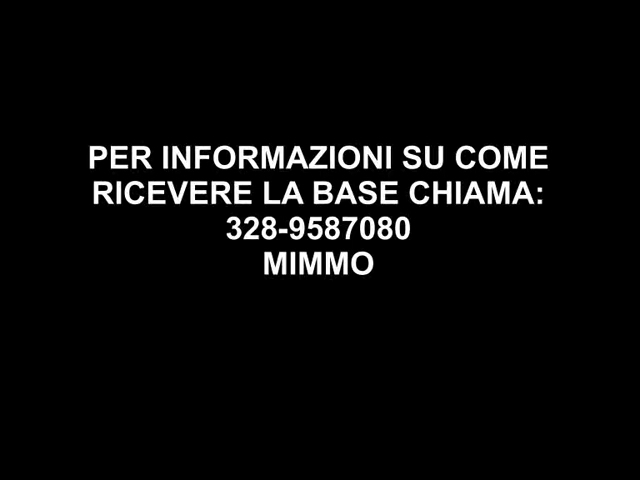 PER INFORMAZIONI SU COME
RICEVERE LA BASE CHIAMA:
328-9587080
MIMMO